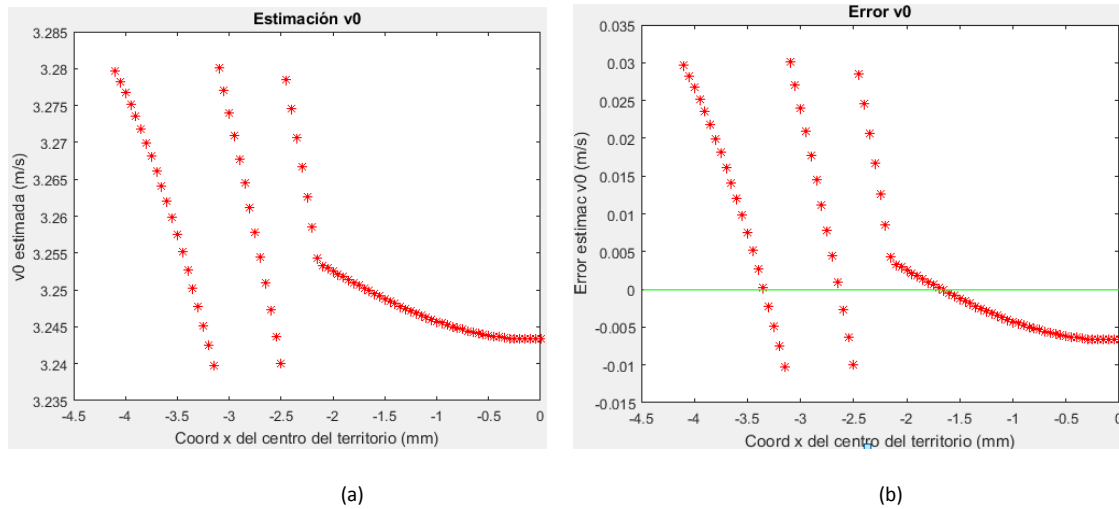 Estimación v0
3.285
3.28
3.275
3.27
3.265
3.26
3.255
3.25
3.245
3.24
3.235
v0 estimada (m/s)
-4.5 -4 -3.5 -3 -2.5 -2 -1.5 -1 -0.5 0
Coord x del centro del territorio (mm)
(a)
Error v0
0.035
0.03
0.025
0.02
0.015
0.01
0.005
0
-0.005
-0.01
-0.015
Error estimac v0 (m/s)
-4.5 -4 -3.5 -3 -2.5 -2 -1.5 -1 -0.5 0
Coord x del centro del territorio (mm)
(b)